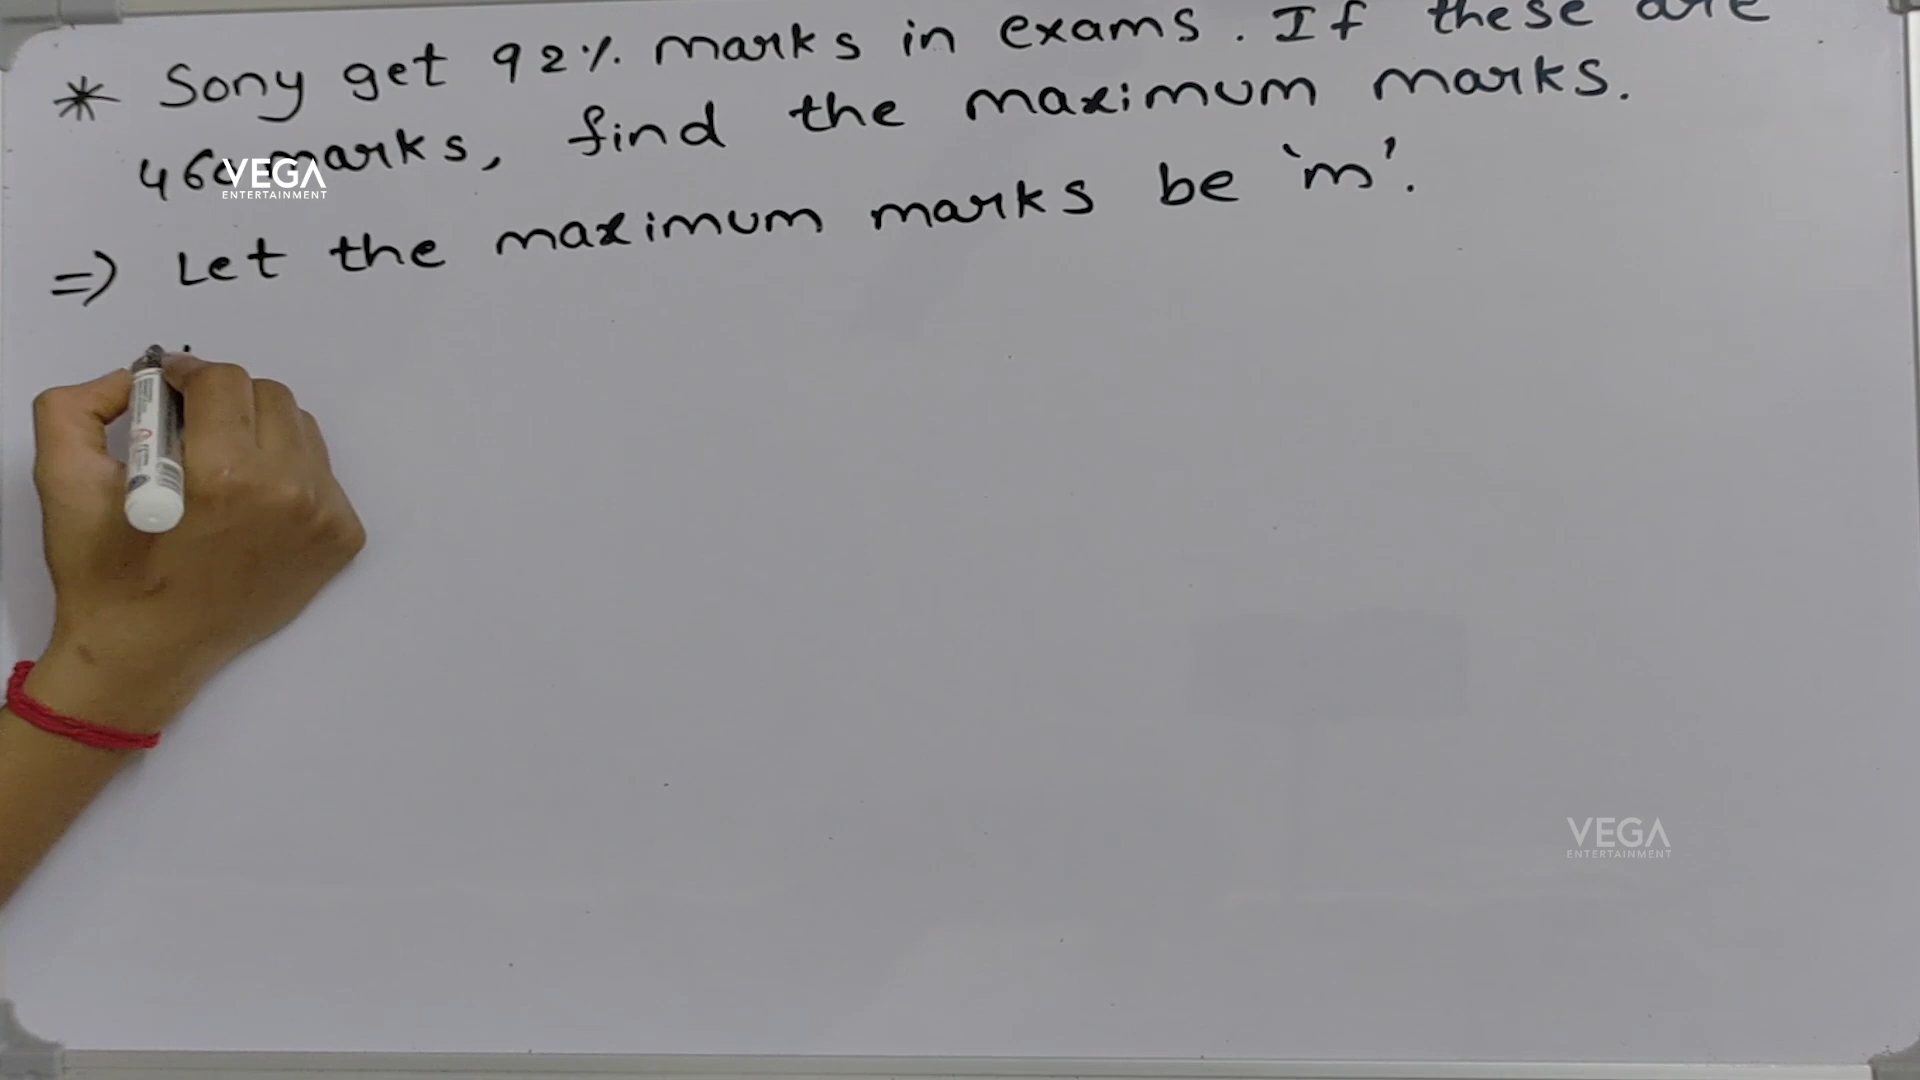 * Sony get 92% marks in exams. If these are
460 marks, find the maximum marks.
VEGA
ENTERTAINMENT
=> Let the maximum marks be 'm'.
VEGA
ENTERTAINMENT